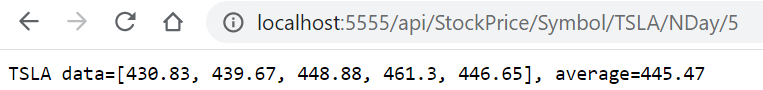 localhost:5555/api/StockPrice/Symbol/TSLA/NDay/5
TSLA data=[430.83, 439.67, 448.88, 461.3, 446.65], average=445.47